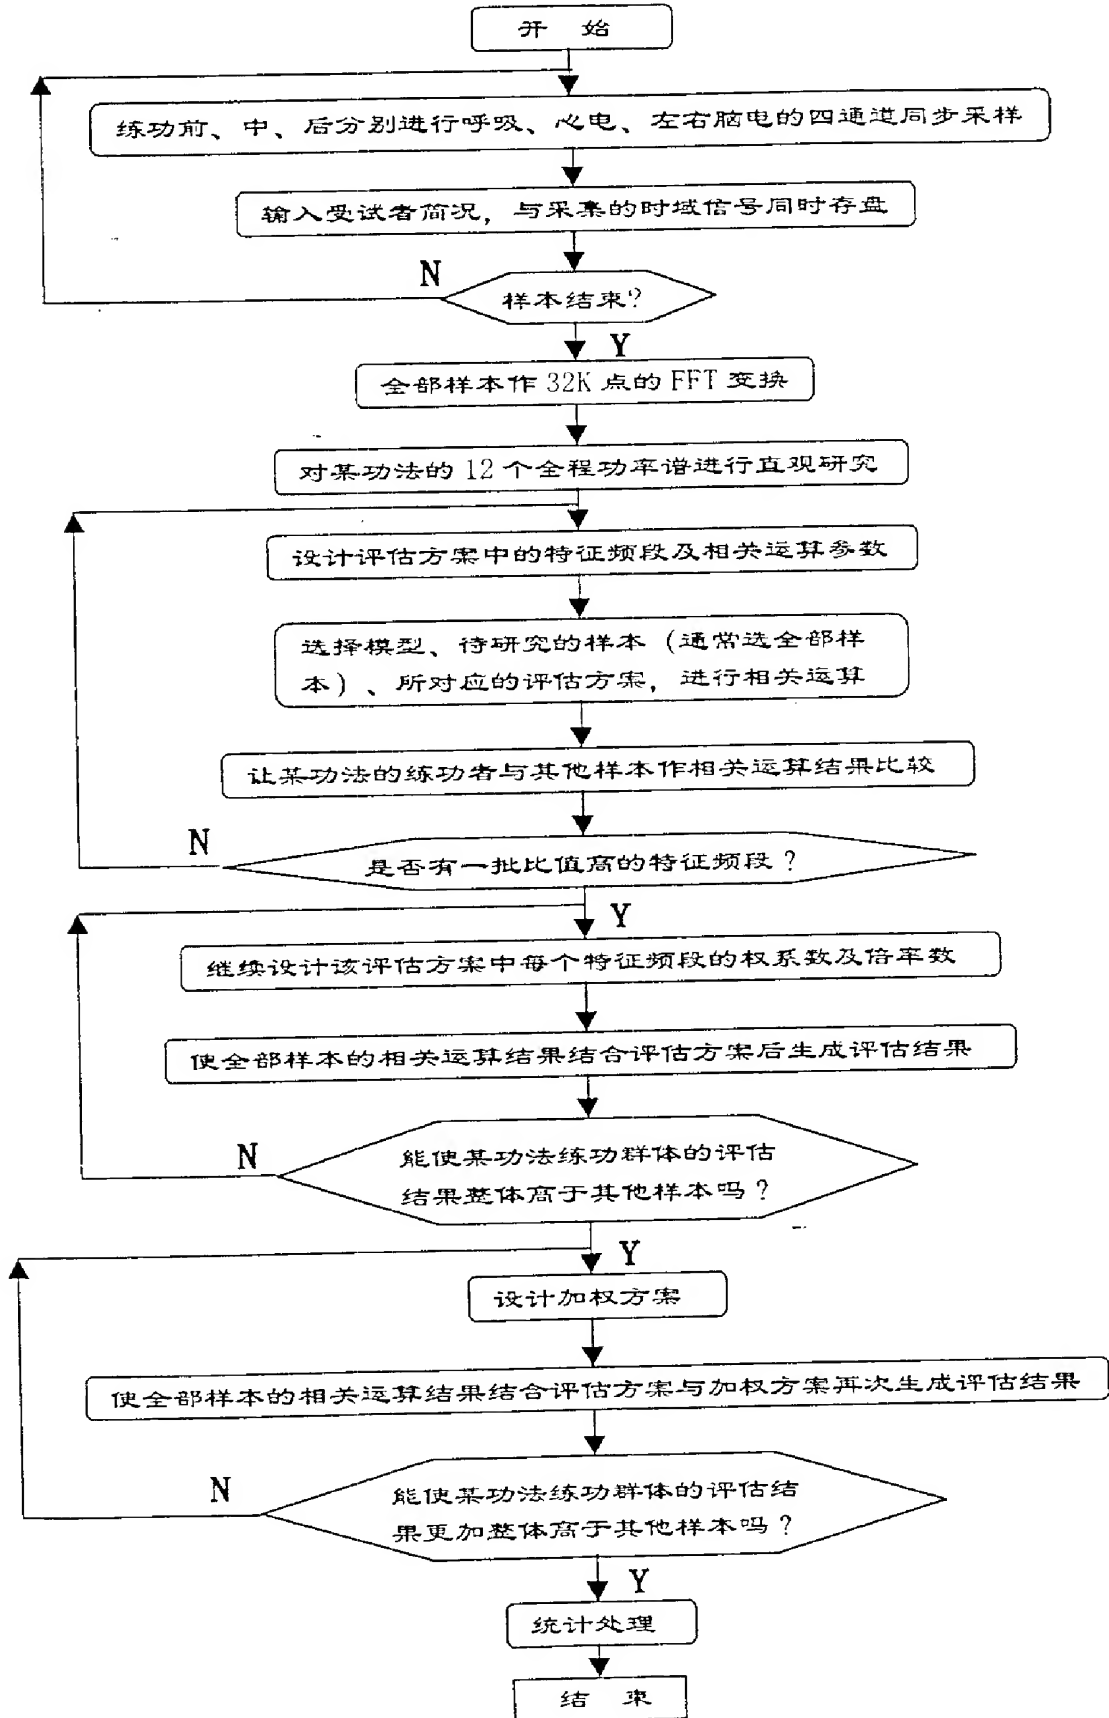 开 始
练功前、中、后分别进行呼吸、心电、左右脑电的四通道同步采样
输入受试者简况，与采集的时域信号同时存盘
N
样本结束？
Y
全部样本作 32K 点的 FFT 变换
对某功法的 12 个全程功率谱进行直观研究
设计评估方案中的特征频段及相关运算参数
选择模型、待研究的样本（通常选全部样
本）、所对应的评估方案，进行相关运算
让某功法的练功者与其他样本作相关运算结果比较
N
是否有一批比值高的特征频段？
Y
继续设计该评估方案中每个特征频段的权系数及倍率数
使全部样本的相关运算结果结合评估方案后生成评估结果
N
能使某功法练功群体的评估
结果整体高于其他样本吗？
Y
设计加权方案
使全部样本的相关运算结果结合评估方案与加权方案再次生成评估结果
N
能使某功法练功群体的评估结
果更加整体高于其他样本吗？
Y
统计处理
结 束